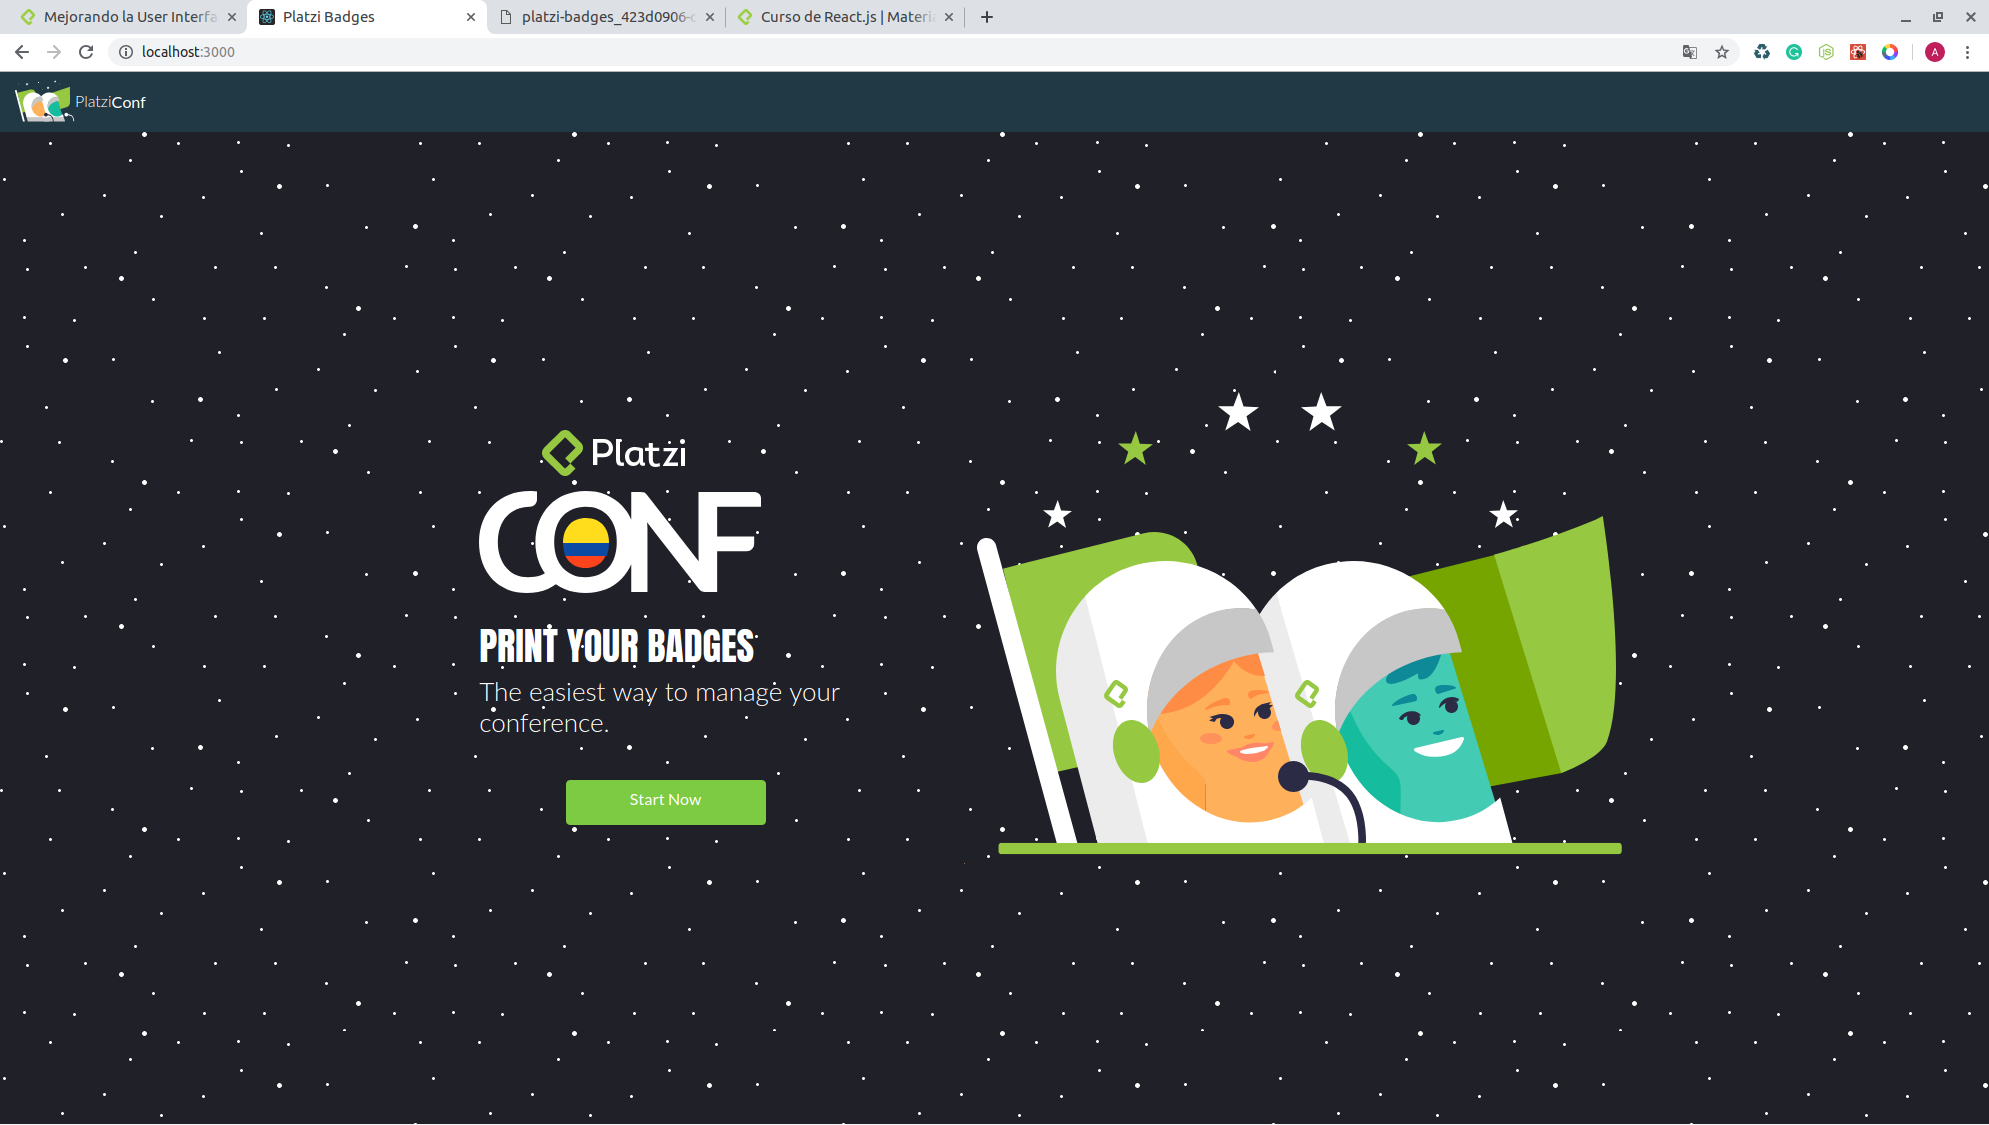 Mejorando la User Interfa
Platzi Badges
platzi-badges_423d0906-
Curso de React.js | Materi
localhost:3000
A
PlatziConf
Platzi
CONF
PRINT YOUR BADGES
The easiest way to manage your
conference.
Start Now